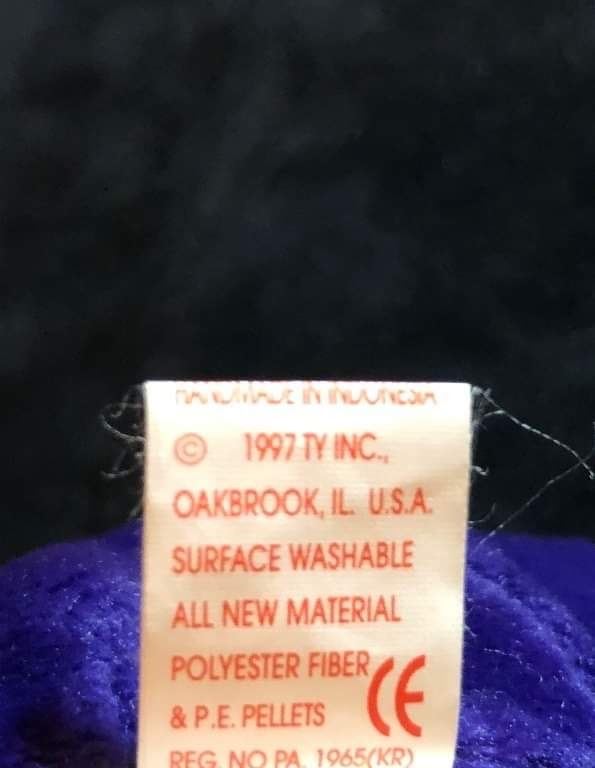 HANDMADE IN INDONESIA
© 1997 TY INC.,
OAKBROOK, IL. U.S.A.
SURFACE WASHABLE
ALL NEW MATERIAL
POLYESTER FIBER
& P.E. PELLETS CE
REG. NO PA. 1965(KR)